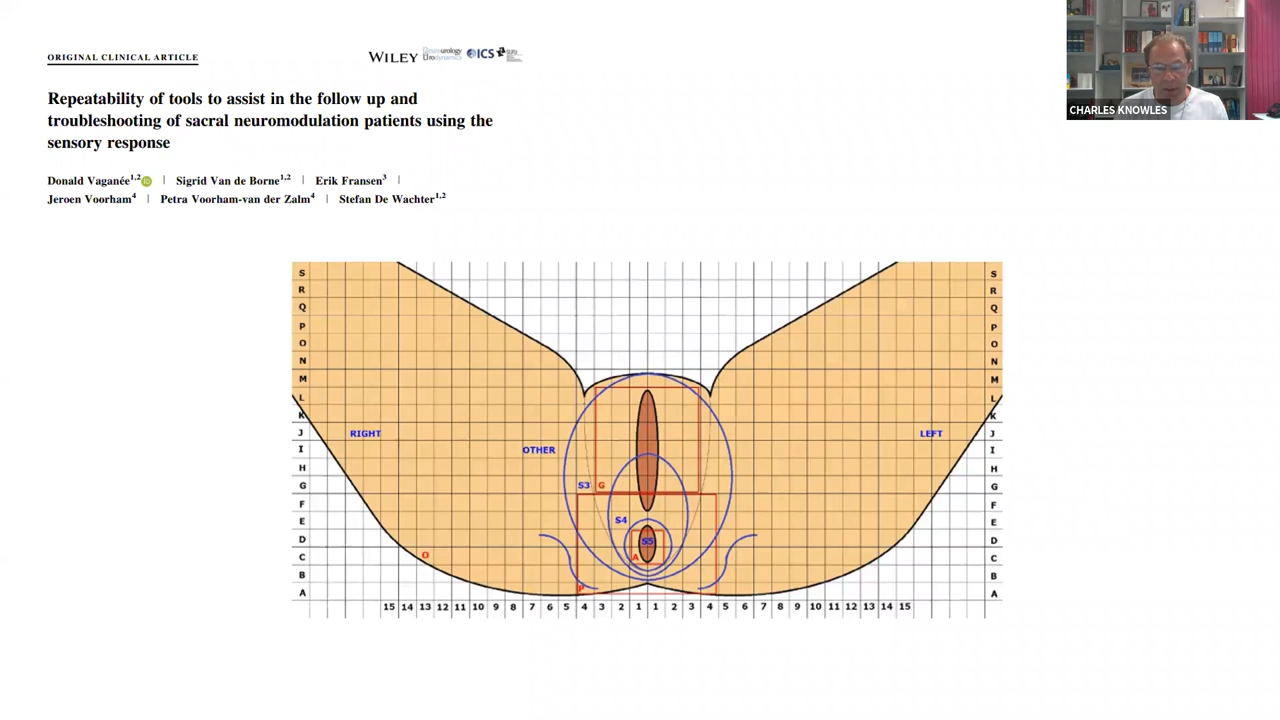 ORIGINAL CLINICAL ARTICLE
WILEY
ICS
CHARLES KNOWLES
Repeatability of tools to assist in the follow up and
troubleshooting of sacral neuromodulation patients using the
sensory response
Donald Vaganée1,2 iD | Sigrid Van de Borne1,2 | Erik Fransen3 |
Jeroen Voorham4 | Petra Voorham-van der Zalm4 | Stefan De Wachter1,2
S S
R R
Q Q
P P
O O
N N
M M
L L
K K
J RIGHT LEFT J
I OTHER I
H H
G S3 G G
F F
E S4 E
D S5 D
C O A C
B P B
A A
15 14 13 12 11 10 9 8 7 6 5 4 3 2 1 1 2 3 4 5 6 7 8 9 10 11 12 13 14 15